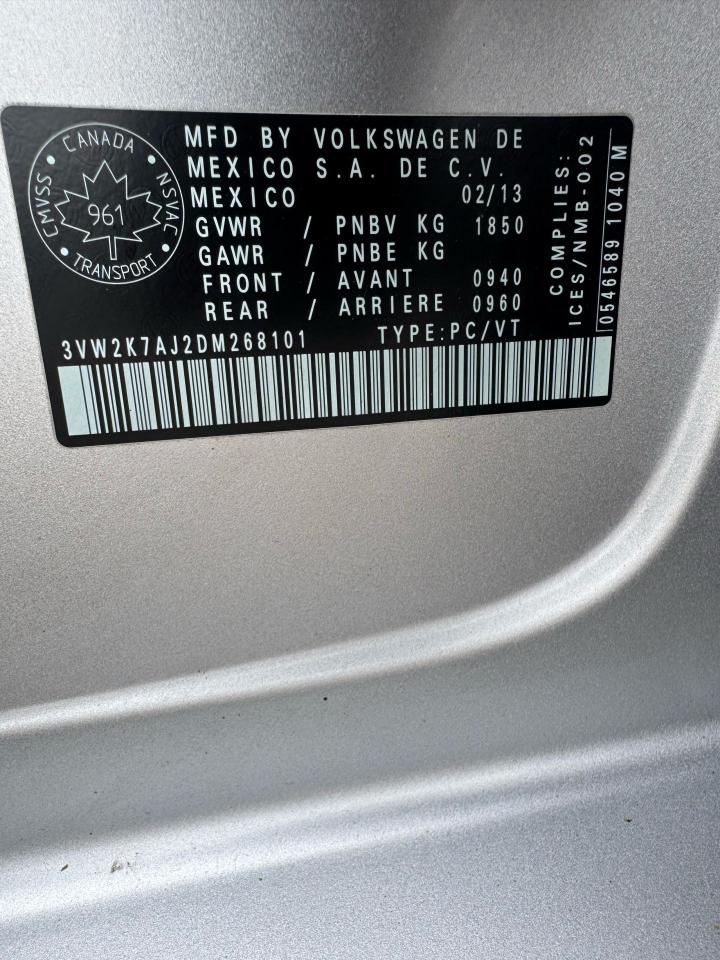 CANADA
CMVSS
NSVAC
961
TRANSPORT
MFD BY VOLKSWAGEN DE
MEXICO S.A. DE C.V.
MEXICO 02/13
GVWR / PNBV KG 1850
GAWR / PNBE KG
FRONT / AVANT 0940
REAR / ARRIERE 0960
3VW2K7AJ2DM268101 TYPE:PC/VT
COMPLIES:
ICES/NMB-002
0546589 1040 M